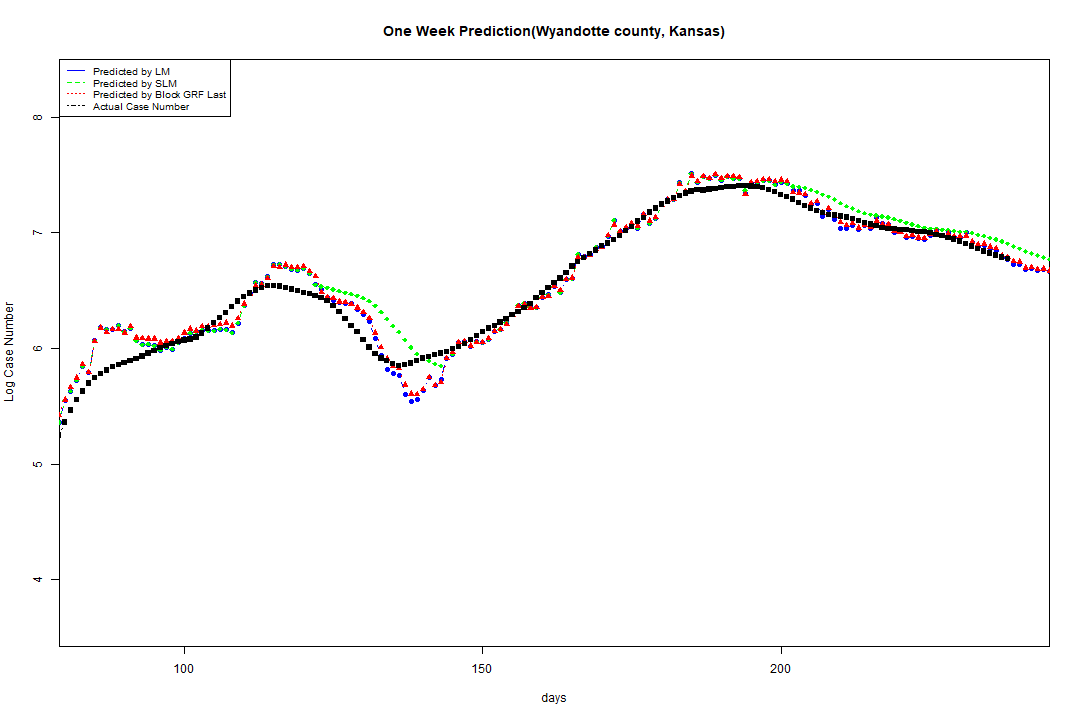 One Week Prediction(Wyandotte county, Kansas)
Predicted by LM
Predicted by SLM
Predicted by Block GRF Last
Actual Case Number
8
7
6
5
4
Log Case Number
100 150 200
days